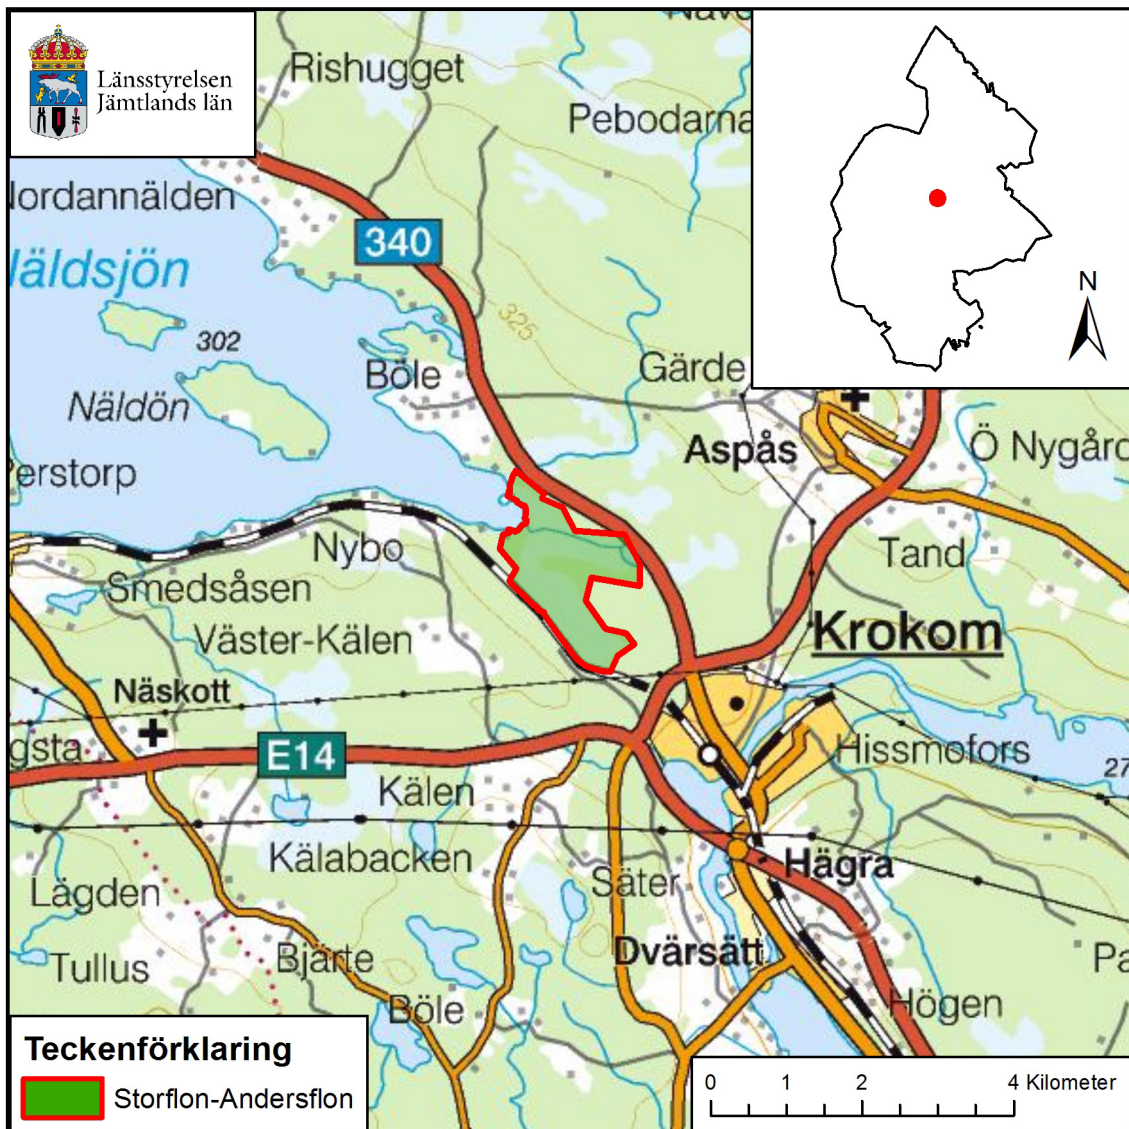 Länsstyrelsen
Jämtlands län
Rishugget
Pebodarna
N
Nordannälden
340
Näldsjön
325
302
Böle
Gärde
Näldön
Aspås
Ö Nygård
Perstorp
Nybo
Tand
Smedsåsen
Krokom
Väster-Kälen
Näskott
gsta
E14
Hissmofors
27
Kälen
Kälabacken
Hägra
Lägden
Säter
Dvärsätt
Tullus
Bjärte
Pa
Böle
Högen
Teckenförklaring
Storflon-Andersflon
0 1 2 4 Kilometer